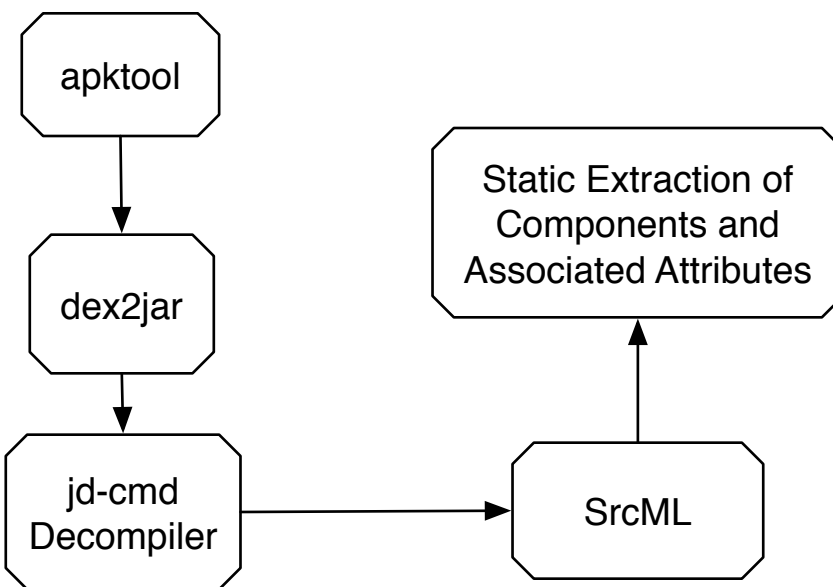 apktool
dex2jar
jd-cmd
Decompiler
SrcML
Static Extraction of
Components and
Associated Attributes